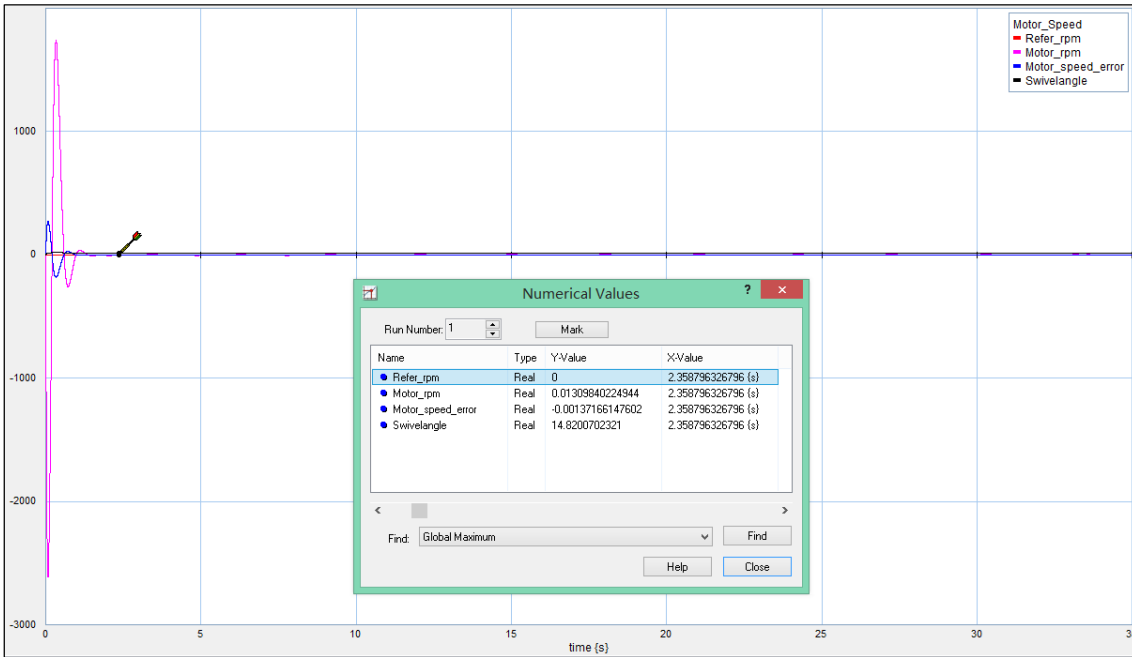 Motor_Speed
Refer_rpm
Motor_rpm
Motor_speed_error
Swivelangle
1000
0
-1000
-2000
-3000
Numerical Values ? ×
Run Number: 1 Mark
Name Type Y-Value X-Value
Refer_rpm Real 0 2.358796326796 {s}
Motor_rpm Real 0.01309840224944 2.358796326796 {s}
Motor_speed_error Real -0.00137166147602 2.358796326796 {s}
Swivelangle Real 14.8200702321 2.358796326796 {s}
Find: Global Maximum Find
Help Close
0 5 10 15 20 25 30 3
time {s}